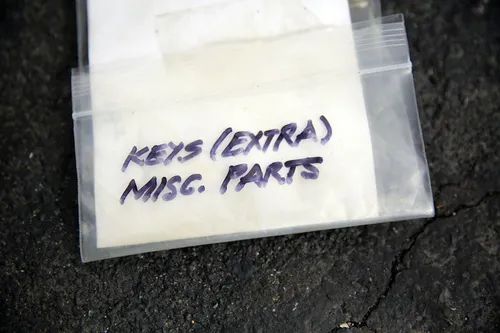 KEYS (EXTRA)
MISC. PARTS